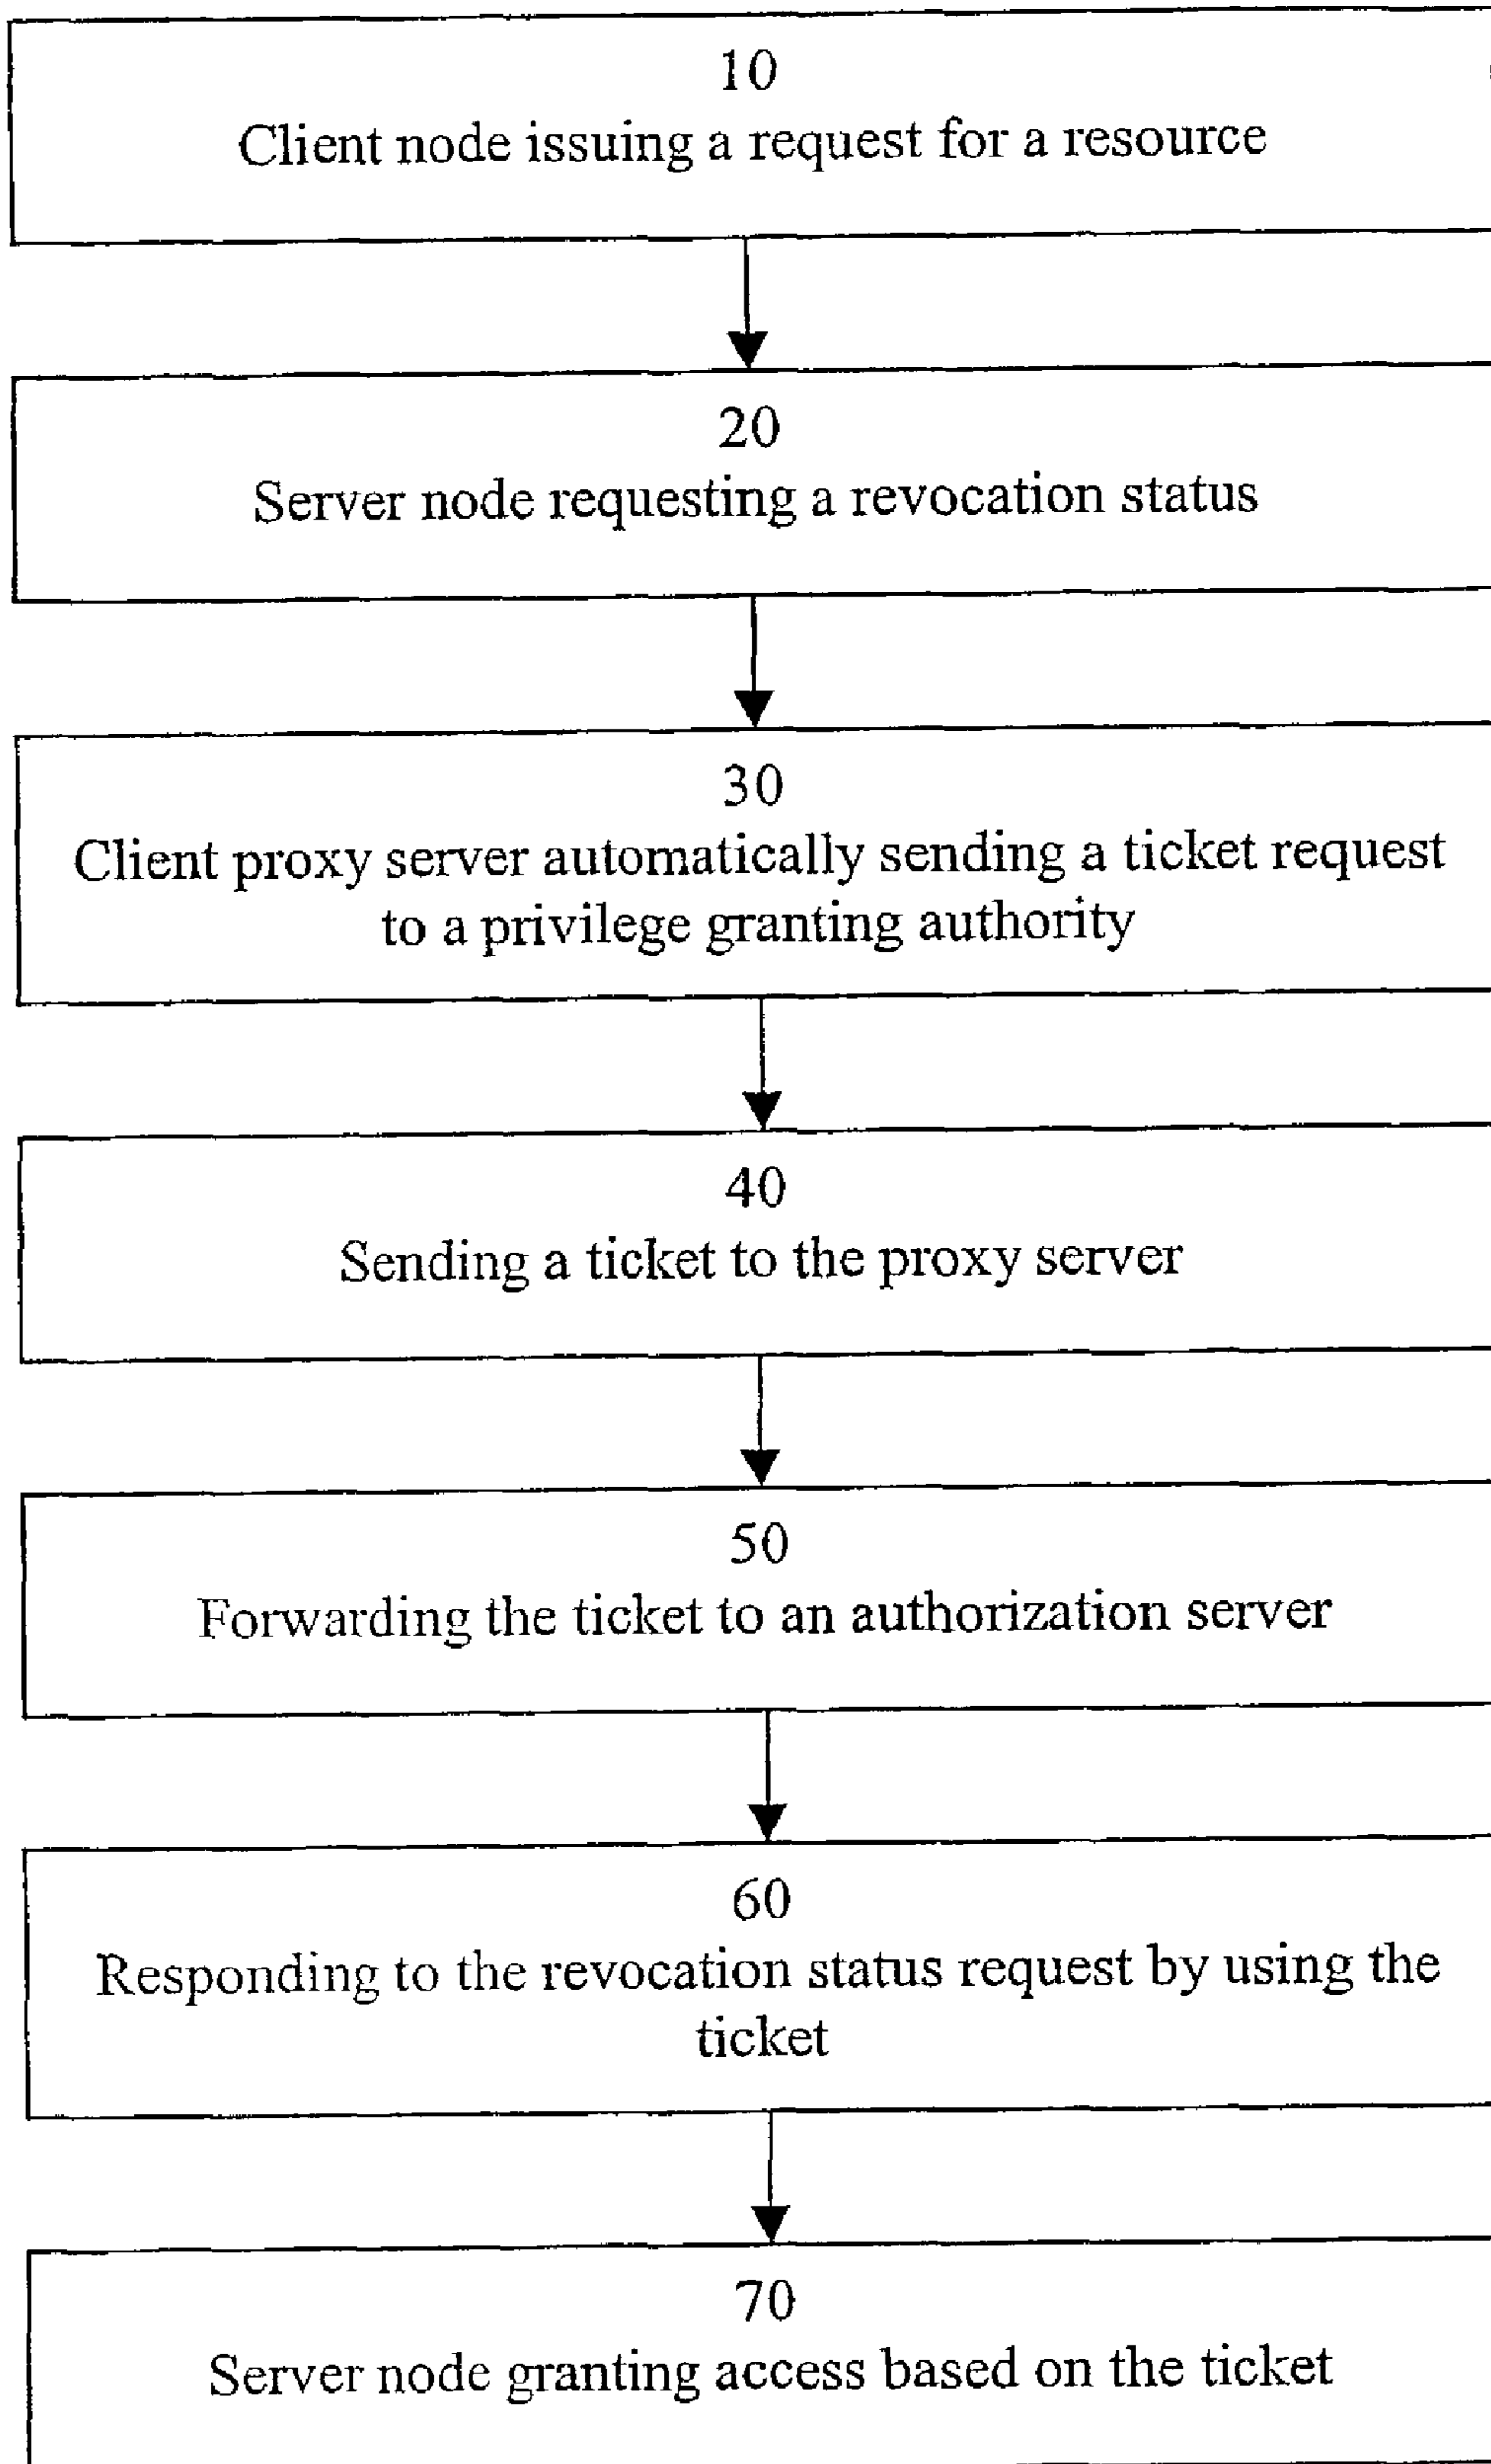 10
Client node issuing a request for a resource
20
Server node requesting a revocation status
30
Client proxy server automatically sending a ticket request
to a privilege granting authority
40
Sending a ticket to the proxy server
50
Forwarding the ticket to an authorization server
60
Responding to the revocation status request by using the
ticket
70
Server node granting access based on the ticket